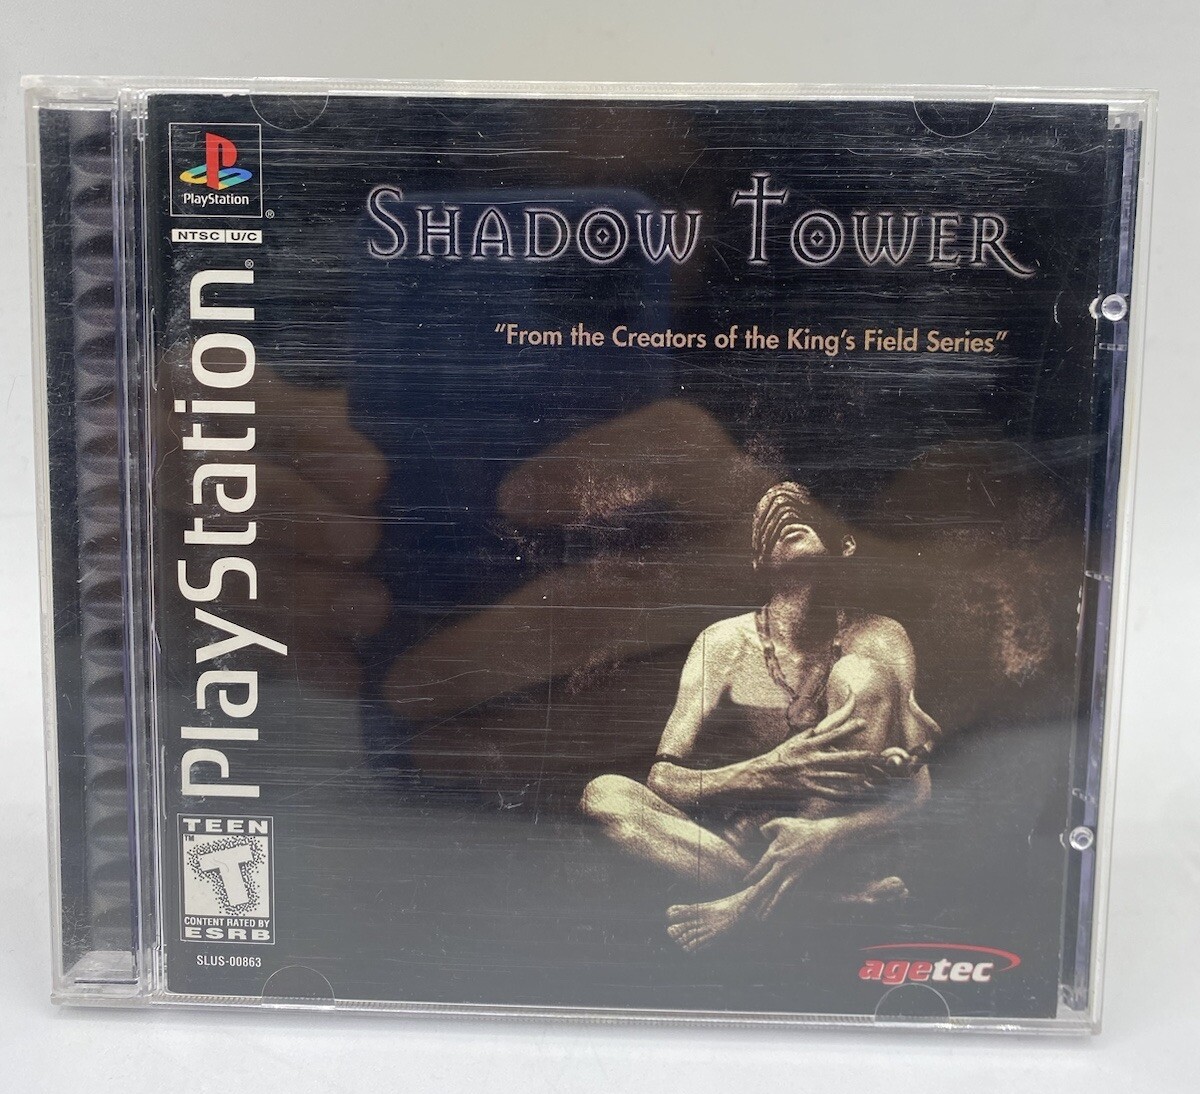 PlayStation
®
NTSC U/C
PlayStation®
SHADOW TOWER
"From the Creators of the King's Field Series"
TEEN
™
T
CONTENT RATED BY
ESRB
SLUS-00863
agetec